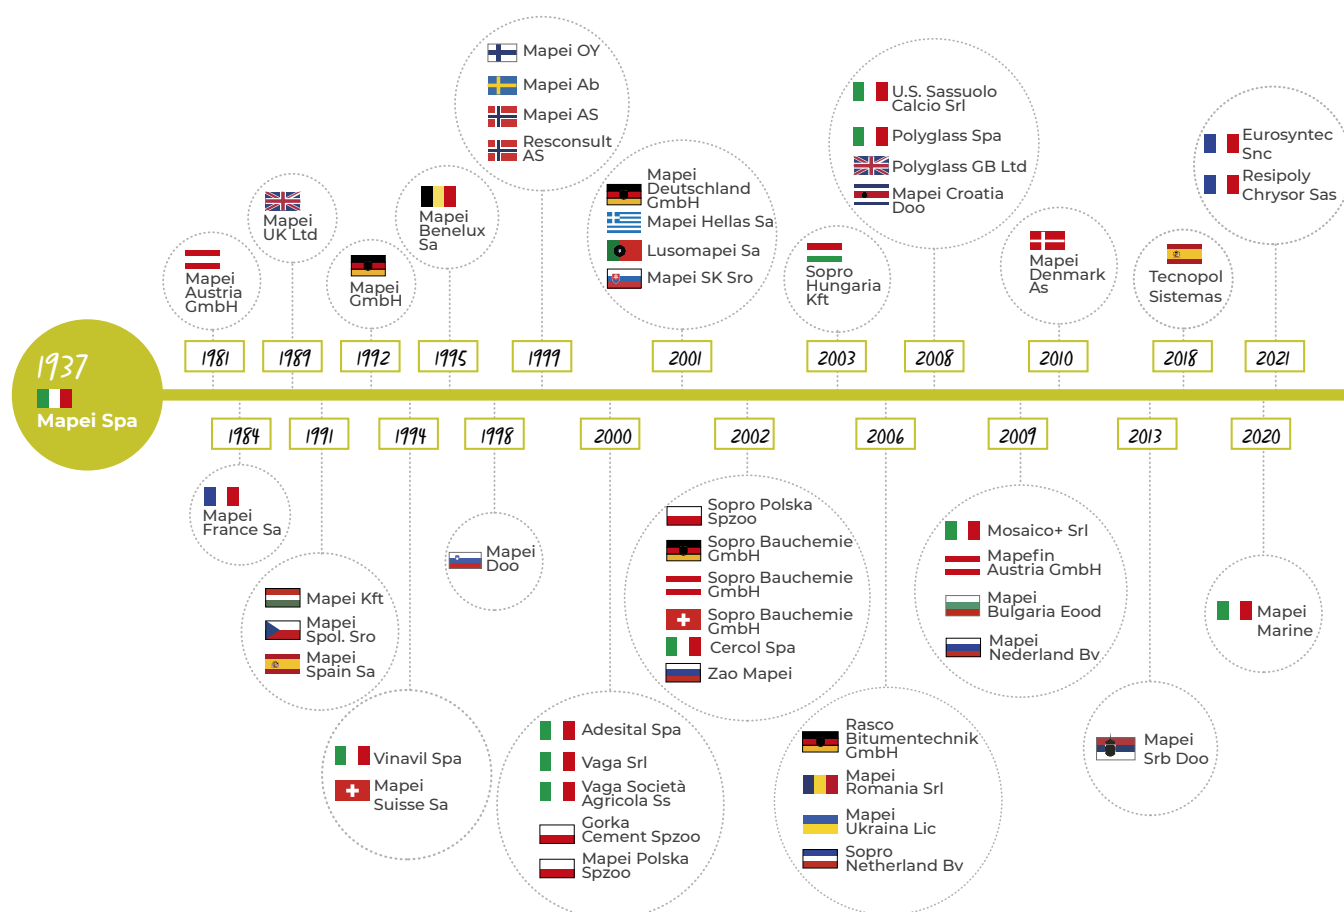 Mapei OY
Mapei Ab
Mapei AS
Resconsult
AS
U.S. Sassuolo
Calcio Srl
Polyglass Spa
Polyglass GB Ltd
Mapei Croatia
Doo
Eurosyntec
Snc
Resipoly
Chrysor Sas
Mapei
Deutschland
GmbH
Mapei Hellas Sa
Lusomapei Sa
Mapei SK Sro
Mapei
UK Ltd
Mapei
Benelux
Sa
Mapei
Austria
GmbH
Mapei
GmbH
Sopro
Hungaria
Kft
Mapei
Denmark
As
Tecnopol
Sistemas
1981
1989
1992
1995
1999
2001
2003
2008
2010
2018
2021
1937
Mapei Spa
1984
1991
1994
1998
2000
2002
2006
2009
2013
2020
Mapei
France Sa
Mapei Kft
Mapei
Spol. Sro
Mapei
Spain Sa
Vinavil Spa
Mapei
Suisse Sa
Mapei
Doo
Adesital Spa
Vaga Srl
Vaga Società
Agricola Ss
Gorka
Cement Spzoo
Mapei Polska
Spzoo
Sopro Polska
Spzoo
Sopro Bauchemie
GmbH
Sopro Bauchemie
GmbH
Sopro Bauchemie
GmbH
Cercol Spa
Zao Mapei
Rasco
Bitumentechnik
GmbH
Mapei
Romania Srl
Mapei
Ukraina Lic
Sopro
Netherland Bv
Mosaico+ Srl
Mapefin
Austria GmbH
Mapei
Bulgaria Eood
Mapei
Nederland Bv
Mapei
Srb Doo
Mapei
Marine